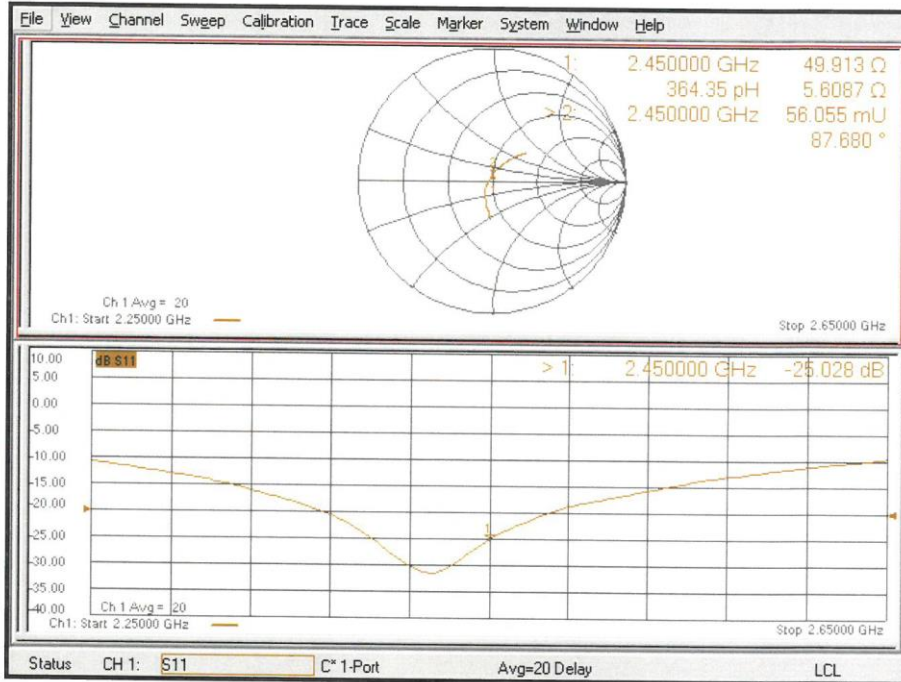 File View Channel Sweep Calibration Trace Scale Marker System Window Help
1: 2.450000 GHz 49.913 Ω
364.35 pH 5.6087 Ω
> 2: 2.450000 GHz 56.055 mU
87.680 °
Ch 1 Avg = 20
Ch1: Start 2.25000 GHz
Stop 2.65000 GHz
10.00 dB S11 > 1: 2.450000 GHz -25.028 dB
5.00
0.00
-5.00
-10.00
-15.00
-20.00
-25.00 1
-30.00
-35.00
-40.00 Ch 1 Avg = 20
Ch1: Start 2.25000 GHz Stop 2.65000 GHz
Status CH 1: S11 C* 1-Port Avg=20 Delay LCL